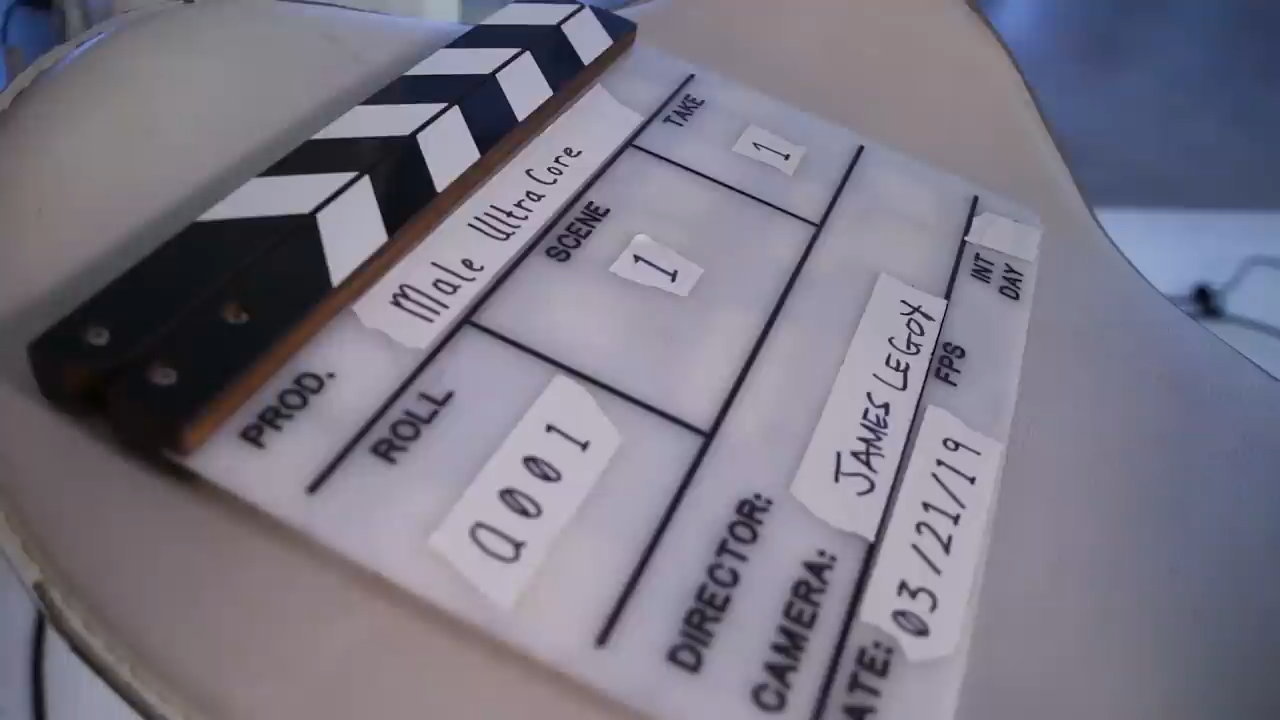 PROD. Male Ultra Core
ROLL
a001
SCENE
1
TAKE
1
DIRECTOR:
JAMES LEGOY
CAMERA:
FPS
INT
DAY
ATE: 03/21/19